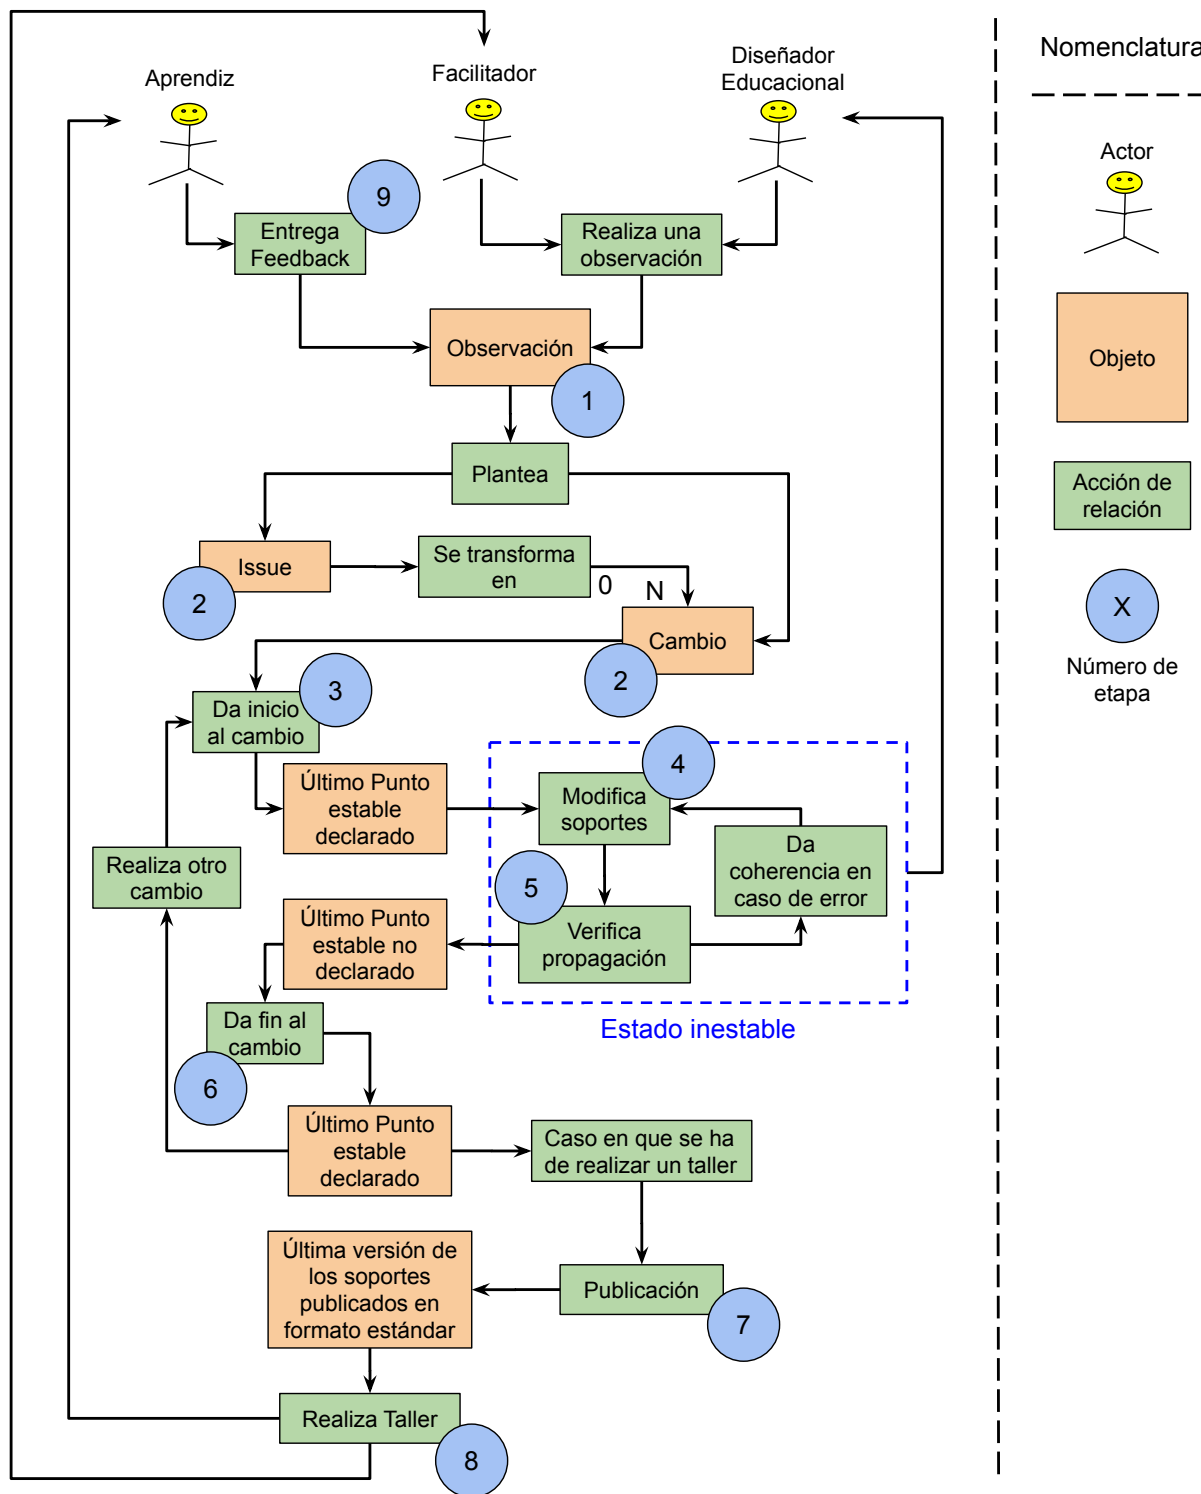 Nomenclatura
Aprendiz
Facilitador
Diseñador
Educacional
Actor
9
Entrega
Feedback
Realiza una
observación
Observación
1
Objeto
Plantea
Acción de
relación
Issue
2
Se transforma
en
0
N
Cambio
2
X
Número de
etapa
3
Da inicio
al cambio
Último Punto
estable
declarado
4
Modifica
soportes
Da
coherencia en
caso de error
Realiza otro
cambio
5
Verifica
propagación
Último Punto
estable no
declarado
Estado inestable
Da fin al
cambio
6
Último Punto
estable
declarado
Caso en que se ha
de realizar un taller
Última versión de
los soportes
publicados en
formato estándar
Publicación
7
Realiza Taller
8